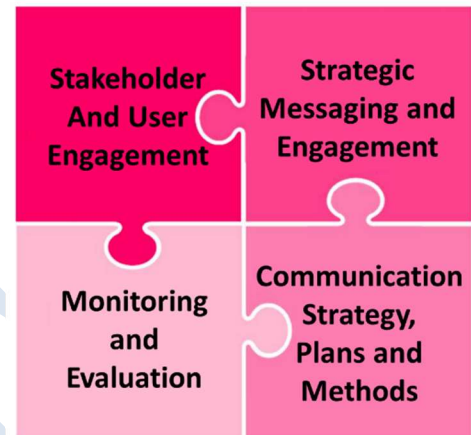 Stakeholder
And User
Engagement
Strategic
Messaging and
Engagement
Monitoring
and
Evaluation
Communication
Strategy,
Plans and
Methods